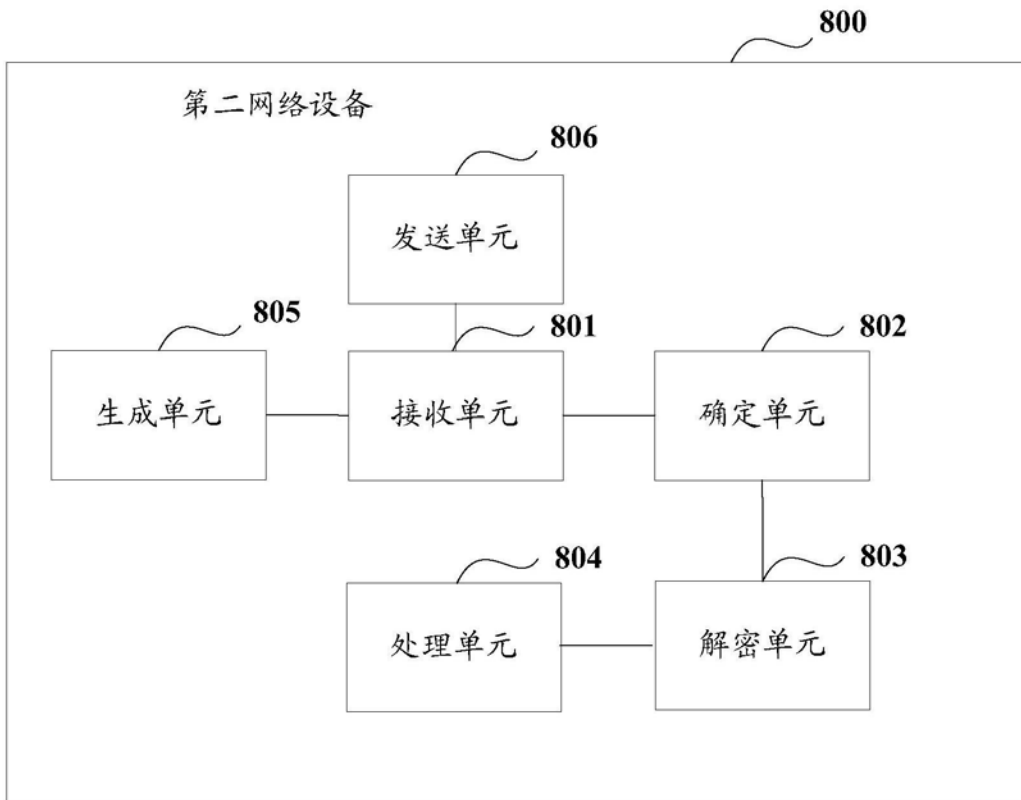 800
第二网络设备
806
发送单元
805
801
802
生成单元
接收单元
确定单元
804
803
处理单元
解密单元